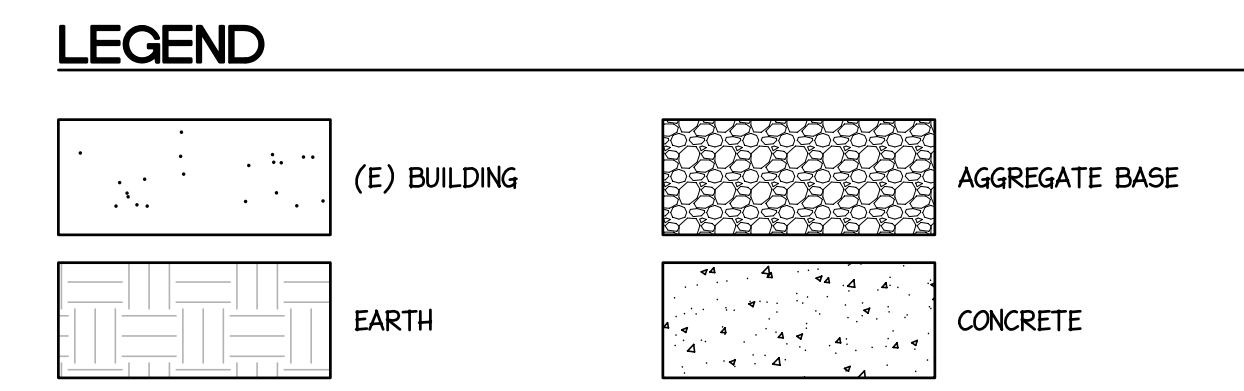 LEGEND
(E) BUILDING
AGGREGATE BASE
EARTH
CONCRETE